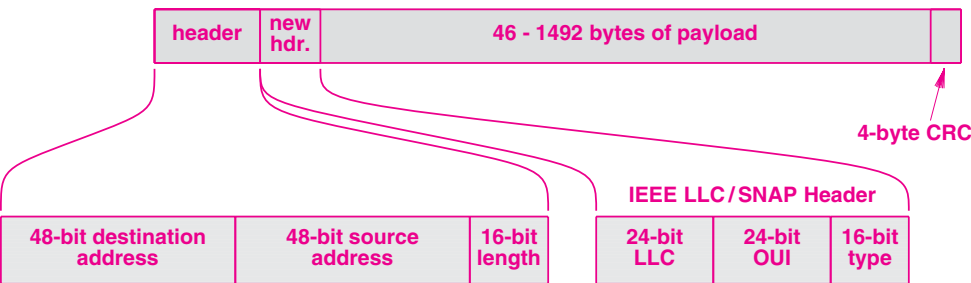 header
new
hdr.
46 - 1492 bytes of payload
4-byte CRC
IEEE LLC / SNAP Header
48-bit destination
address
48-bit source
address
16-bit
length
24-bit
LLC
24-bit
OUI
16-bit
type